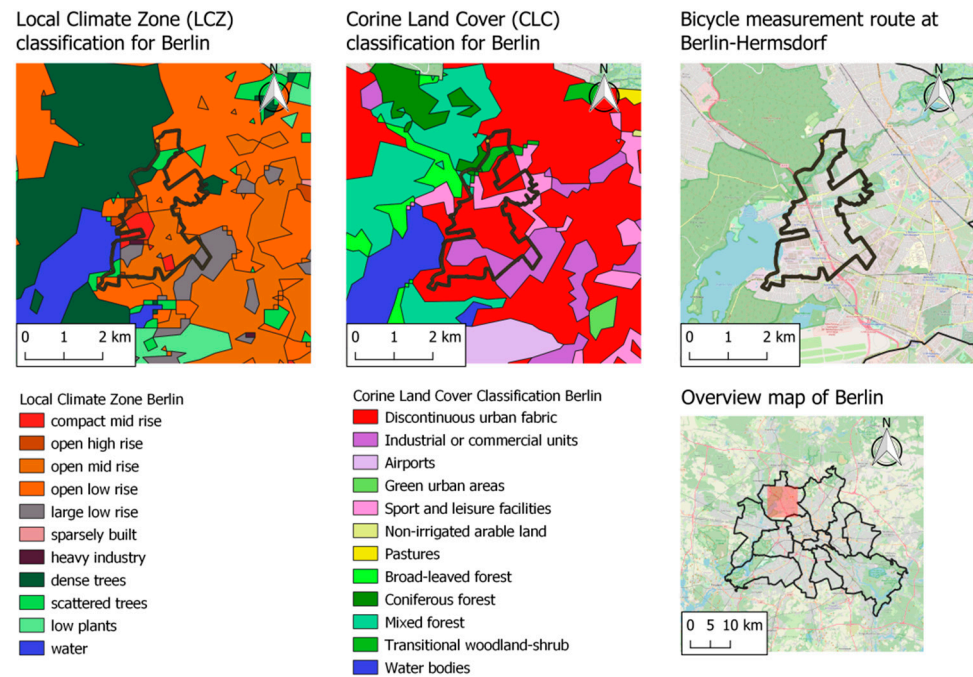 Local Climate Zone (LCZ)
classification for Berlin
N
0 1 2 km
Local Climate Zone Berlin
compact mid rise
open high rise
open mid rise
open low rise
large low rise
sparsely built
heavy industry
dense trees
scattered trees
low plants
water
Corine Land Cover (CLC)
classification for Berlin
N
0 1 2 km
Corine Land Cover Classification Berlin
Discontinuous urban fabric
Industrial or commercial units
Airports
Green urban areas
Sport and leisure facilities
Non-irrigated arable land
Pastures
Broad-leaved forest
Coniferous forest
Mixed forest
Transitional woodland-shrub
Water bodies
Bicycle measurement route at
Berlin-Hermsdorf
N
0 1 2 km
Overview map of Berlin
N
0 5 10 km